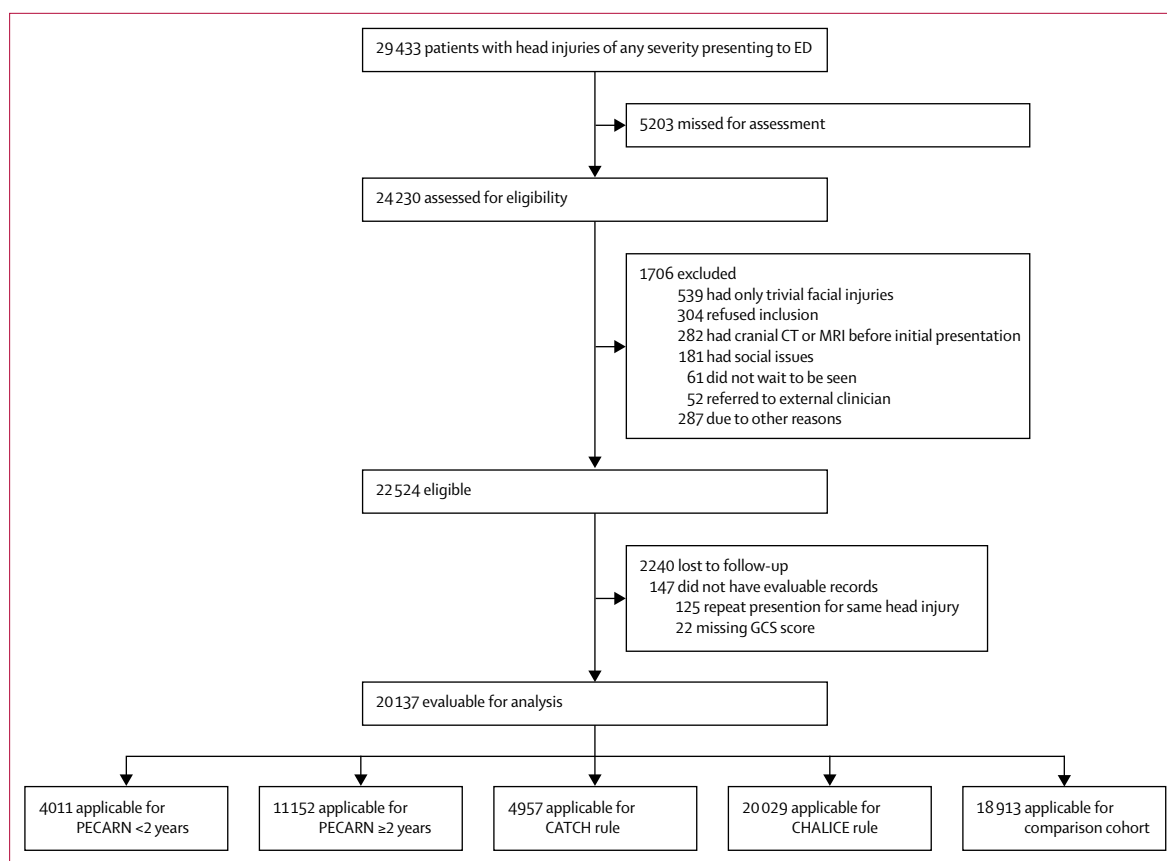 29 433 patients with head injuries of any severity presenting to ED
5203 missed for assessment
24 230 assessed for eligibility
1706 excluded
539 had only trivial facial injuries
304 refused inclusion
282 had cranial CT or MRI before initial presentation
181 had social issues
61 did not wait to be seen
52 referred to external clinician
287 due to other reasons
22 524 eligible
2240 lost to follow-up
147 did not have evaluable records
125 repeat presention for same head injury
22 missing GCS score
20 137 evaluable for analysis
4011 applicable for
PECARN <2 years
11 152 applicable for
PECARN ≥2 years
4957 applicable for
CATCH rule
20 029 applicable for
CHALICE rule
18 913 applicable for
comparison cohort